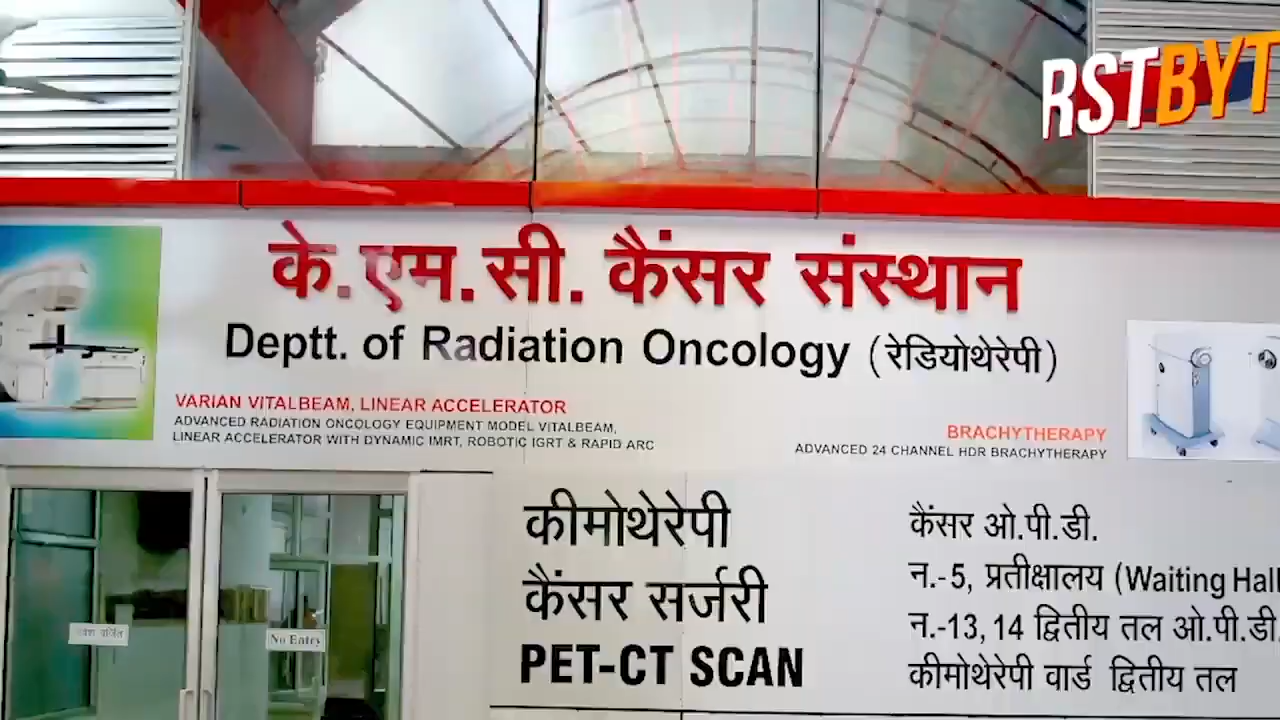 RSTBYT
के.एम.सी. कैंसर संस्थान
Deptt. of Radiation Oncology (रेडियोथेरेपी)
VARIAN VITALBEAM, LINEAR ACCELERATOR
ADVANCED RADIATION ONCOLOGY EQUIPMENT MODEL VITALBEAM,
LINEAR ACCELERATOR WITH DYNAMIC IMRT, ROBOTIC IGRT & RAPID ARC
BRACHYTHERAPY
ADVANCED 24 CHANNEL HDR BRACHYTHERAPY
कीमोथेरेपी
कैंसर सर्जरी
PET-CT SCAN
कैंसर ओ.पी.डी.
न.-5, प्रतीक्षालय (Waiting Hall
न.-13, 14 द्वितीय तल ओ.पी.डी
कीमोथेरेपी वार्ड द्वितीय तल
No Entry